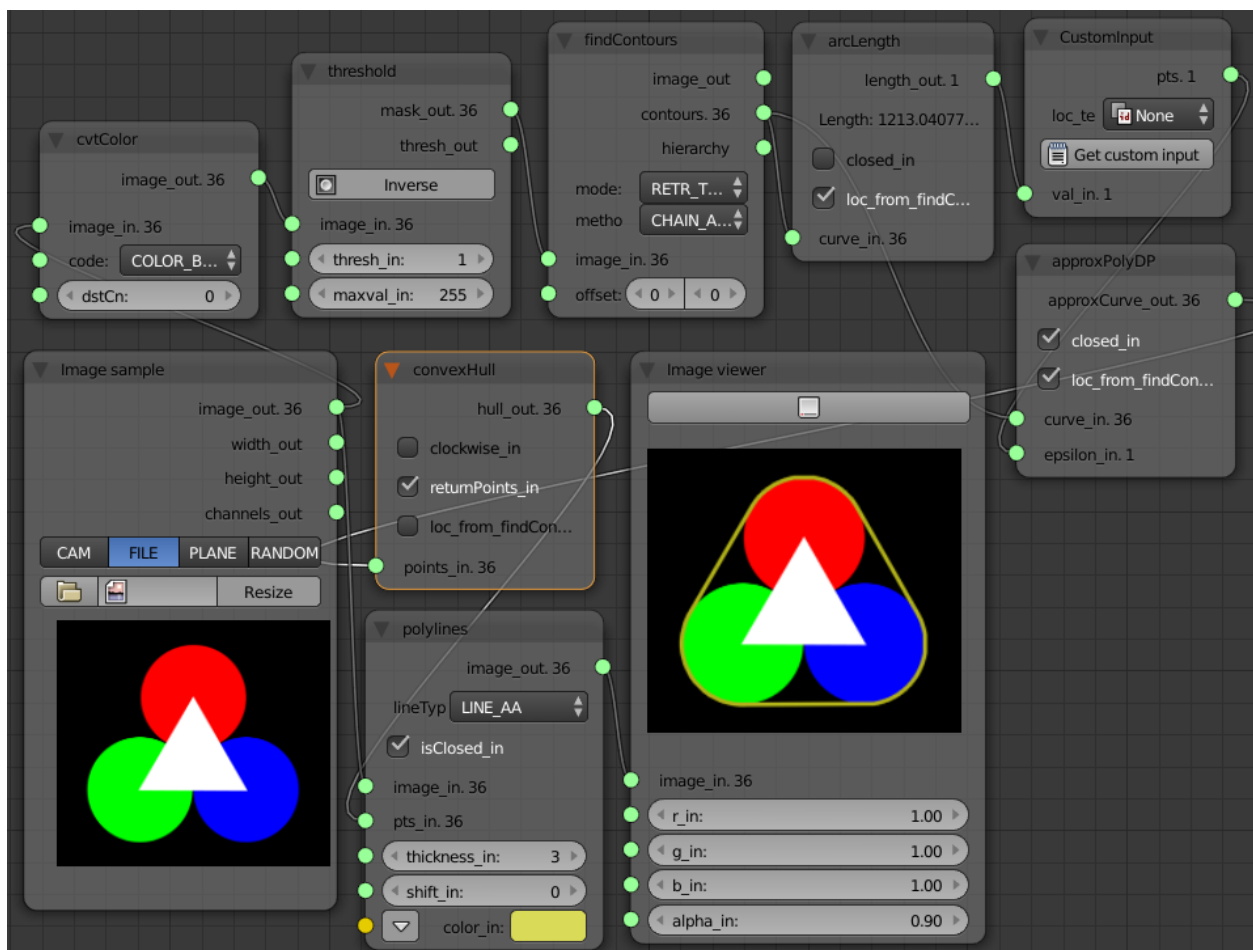 cvtColor
image_out. 36
image_in. 36
code: COLOR_B...
dstCn: 0
threshold
mask_out. 36
thresh_out
Inverse
image_in. 36
thresh_in: 1
maxval_in: 255
findContours
image_out
contours. 36
hierarchy
mode: RETR_T...
metho CHAIN_A...
image_in. 36
offset: 0 0
arcLength
length_out. 1
Length: 1213.04077...
closed_in
loc_from_findC...
curve_in. 36
CustomInput
pts. 1
loc_te None
Get custom input
val_in. 1
approxPolyDP
approxCurve_out. 36
closed_in
loc_from_findCon...
curve_in. 36
epsilon_in. 1
Image sample
image_out. 36
width_out
height_out
channels_out
CAM FILE PLANE RANDOM
Resize
convexHull
hull_out. 36
clockwise_in
returnPoints_in
loc_from_findCon...
points_in. 36
polylines
image_out. 36
lineTyp LINE_AA
isClosed_in
image_in. 36
pts_in. 36
thickness_in: 3
shift_in: 0
color_in:
Image viewer
image_in. 36
r_in: 1.00
g_in: 1.00
b_in: 1.00
alpha_in: 0.90